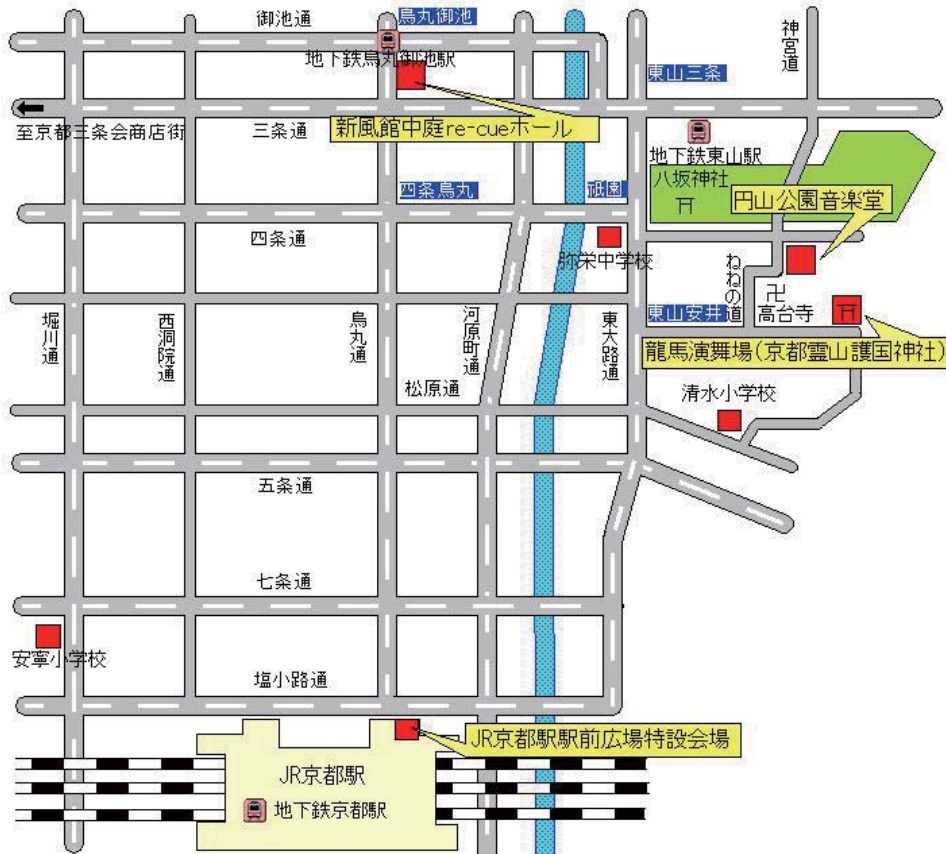 御池通
烏丸御池
神宮道
地下鉄烏丸御池駅
東山三条
至京都三条会商店街
三条通
新風館中庭re-cueホール
地下鉄東山駅
八坂神社
四条烏丸
祇園
円山公園音楽堂
四条通
弥栄中学校
ねねの道
卍
高台寺
堀川通
西洞院通
烏丸通
河原町通
東大路通
東山安井
龍馬演舞場(京都霊山護国神社)
松原通
清水小学校
五条通
七条通
安寧小学校
塩小路通
JR京都駅駅前広場特設会場
JR京都駅
地下鉄京都駅